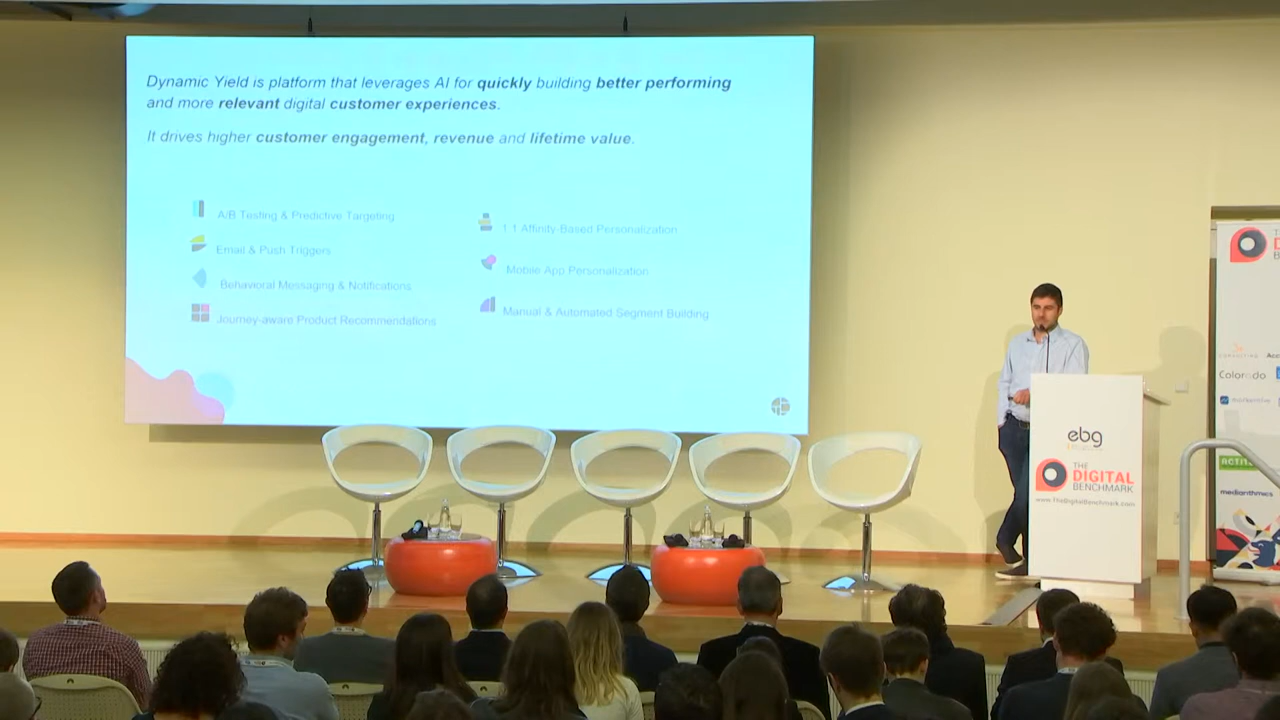 Dynamic Yield is platform that leverages AI for quickly building better performing
and more relevant digital customer experiences.
It drives higher customer engagement, revenue and lifetime value.
A/B Testing & Predictive Targeting
Email & Push Triggers
Behavioral Messaging & Notifications
Journey-aware Product Recommendations
1:1 Affinity-Based Personalization
Mobile App Personalization
Manual & Automated Segment Building
ebg
THE
DIGITAL
BENCHMARK
www.TheDigitalBenchmark.com
Colorado
medianthmics